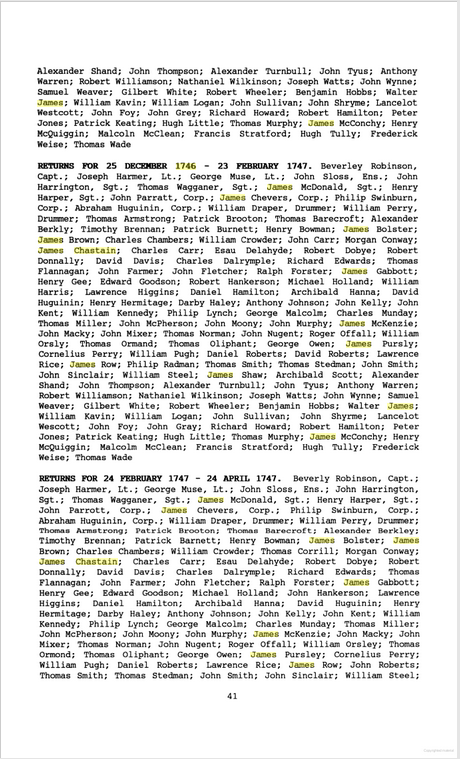 Alexander Shand; John Thompson; Alexander Turnbull; John Tyus; Anthony
Warren; Robert Williamson; Nathaniel Wilkinson; Joseph Watts; John Wynne;
Samuel Weaver; Gilbert White; Robert Wheeler; Benjamin Hobbs; Walter
James; William Kavin; William Logan; John Sullivan; John Shryme; Lancelot
Westcott; John Foy; John Grey; Richard Howard; Robert Hamilton; Peter
Jones; Patrick Keating; Hugh Little; Thomas Murphy; James McConchy; Henry
McQuiggin; Malcoln McClean; Francis Stratford; Hugh Tully; Frederick
Weise; Thomas Wade
RETURNS FOR 25 DECEMBER 1746 - 23 FEBRUARY 1747. Beverley Robinson,
Capt.; Joseph Harmer, Lt.; George Muse, Lt.; John Sloss, Ens.; John
Harrington, Sgt.; Thomas Wagganer, Sgt.; James McDonald, Sgt.; Henry
Harper, Sgt.; John Parratt, Corp.; James Chevers, Corp.; Philip Swinburn,
Corp.; Abraham Huguinin, Corp.; William Draper, Drummer; William Perry,
Drummer; Thomas Armstrong; Patrick Brooton; Thomas Barecroft; Alexander
Berkly; Timothy Brennan; Patrick Burnett; Henry Bowman; James Bolster;
James Brown; Charles Chambers; William Crowder; John Carr; Morgan Conway;
James Chastain; Charles Carr; Esau Delahyde; Robert Dobye; Robert
Donnally; David Davis; Charles Dalrymple; Richard Edwards; Thomas
Flannagan; John Farmer; John Fletcher; Ralph Forster; James Gabbott;
Henry Gee; Edward Goodson; Robert Hankerson; Michael Holland; William
Harris; Lawrence Higgins; Daniel Hamilton; Archibald Hanna; David
Huguinin; Henry Hermitage; Darby Haley; Anthony Johnson; John Kelly; John
Kent; William Kennedy; Philip Lynch; George Malcolm; Charles Munday;
Thomas Miller; John McPherson; John Moony; John Murphy; James McKenzie;
John Macky; John Mixer; Thomas Norman; John Nugent; Roger Offall; William
Orsly; Thomas Ormand; Thomas Oliphant; George Owen; James Pursly;
Cornelius Perry; William Pugh; Daniel Roberts; David Roberts; Lawrence
Rice; James Row; Philip Radman; Thomas Smith; Thomas Stedman; John Smith;
John Sinclair; William Steel; James Shaw; Archibald Scott; Alexander
Shand; John Thompson; Alexander Turnbull; John Tyus; Anthony Warren;
Robert Williamson; Nathaniel Wilkinson; Joseph Watts; John Wynne; Samuel
Weaver; Gilbert White; Robert Wheeler; Benjamin Hobbs; Walter James;
William Kavin; William Logan; John Sullivan; John Shyrme; Lancelot
Wescott; John Foy; John Gray; Richard Howard; Robert Hamilton; Peter
Jones; Patrick Keating; Hugh Little; Thomas Murphy; James McConchy; Henry
McQuiggin; Malcolm McClean; Francis Stratford; Hugh Tully; Frederick
Weise; Thomas Wade
RETURNS FOR 24 FEBRUARY 1747 - 24 APRIL 1747. Beverly Robinson, Capt.;
Joseph Harmer, Lt.; George Muse, Lt.; John Sloss, Ens.; John Harrington,
Sgt.; Thomas Wagganer, Sgt.; James McDonald, Sgt.; Henry Harper, Sgt.;
John Parrott, Corp.; James Chevers, Corp.; Philip Swinburn, Corp.;
Abraham Huguinin, Corp.; William Draper, Drummer; William Perry, Drummer;
Thomas Armstrong; Patrick Brooton; Thomas Barecroft; Alexander Berkley;
Timothy Brennan; Patrick Barnett; Henry Bowman; James Bolster; James
Brown; Charles Chambers; William Crowder; Thomas Corrill; Morgan Conway;
James Chastain; Charles Carr; Esau Delahyde; Robert Dobye; Robert
Donnally; David Davis; Charles Dalrymple; Richard Edwards; Thomas
Flannagan; John Farmer; John Fletcher; Ralph Forster; James Gabbott;
Henry Gee; Edward Goodson; Michael Holland; John Hankerson; Lawrence
Higgins; Daniel Hamilton; Archibald Hanna; David Huguinin; Henry
Hermitage; Darby Haley; Anthony Johnson; John Kelly; John Kent; William
Kennedy; Philip Lynch; George Malcolm; Charles Munday; Thomas Miller;
John McPherson; John Moony; John Murphy; James McKenzie; John Macky; John
Mixer; Thomas Norman; John Nugent; Roger Offall; William Orsley; Thomas
Ormond; Thomas Oliphant; George Owen; James Pursley; Cornelius Perry;
William Pugh; Daniel Roberts; Lawrence Rice; James Row; John Roberts;
Thomas Smith; Thomas Stedman; John Smith; John Sinclair; William Steel;
41